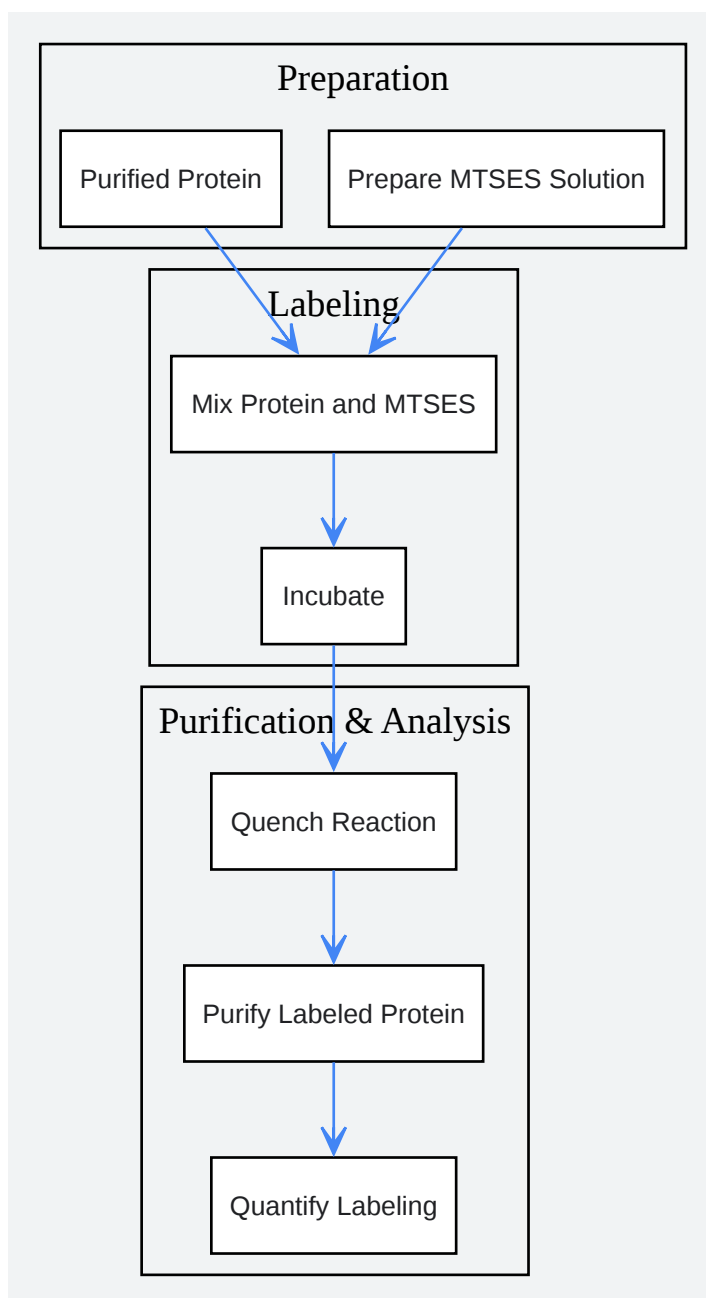 Preparation
Purified Protein
Prepare MTSES Solution
Labeling
Mix Protein and MTSES
Incubate
Purification & Analysis
Quench Reaction
Purify Labeled Protein
Quantify Labeling